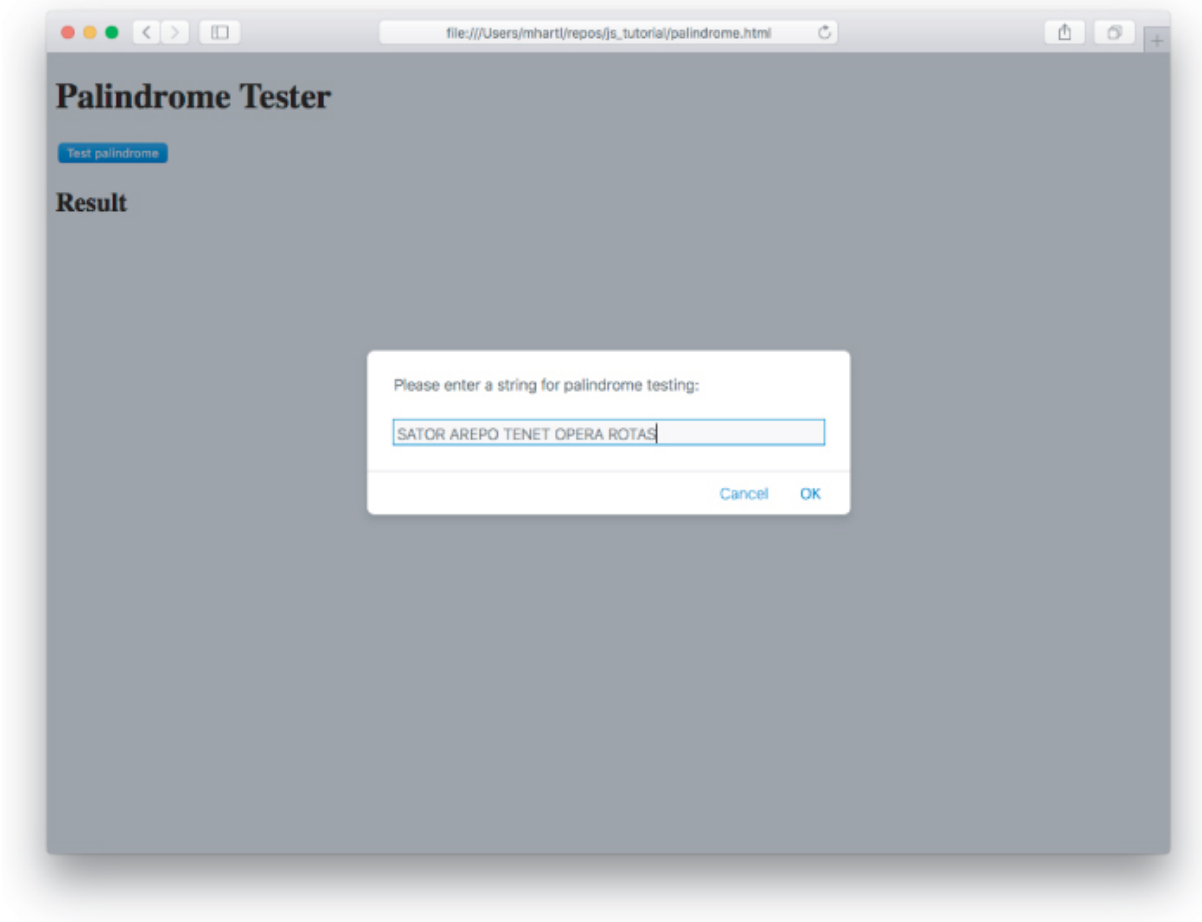 file:///Users/mhartl/repos/js_tutorial/palindrome.html
Palindrome Tester
Test palindrome
Result
Please enter a string for palindrome testing:
SATOR AREPO TENET OPERA ROTAS
Cancel OK